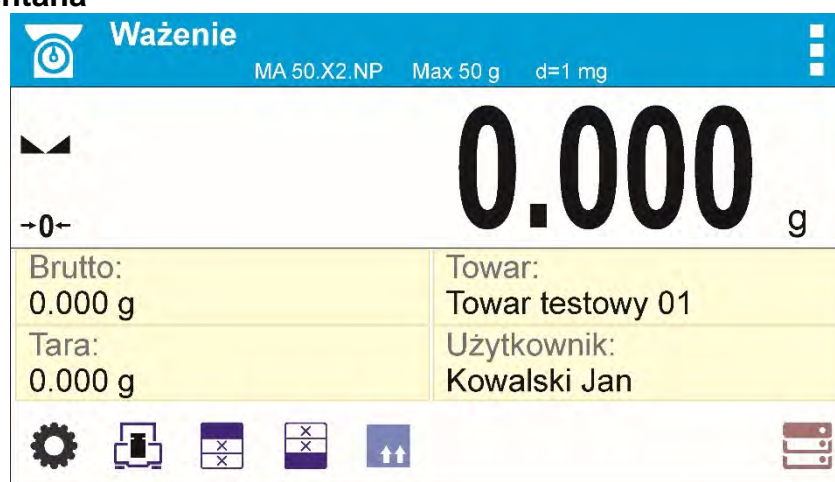 Ważenie
MA 50.X2.NP Max 50 g d=1 mg
0.000 g
→0←
Brutto:
0.000 g
Towar:
Towar testowy 01
Tara:
0.000 g
Użytkownik:
Kowalski Jan